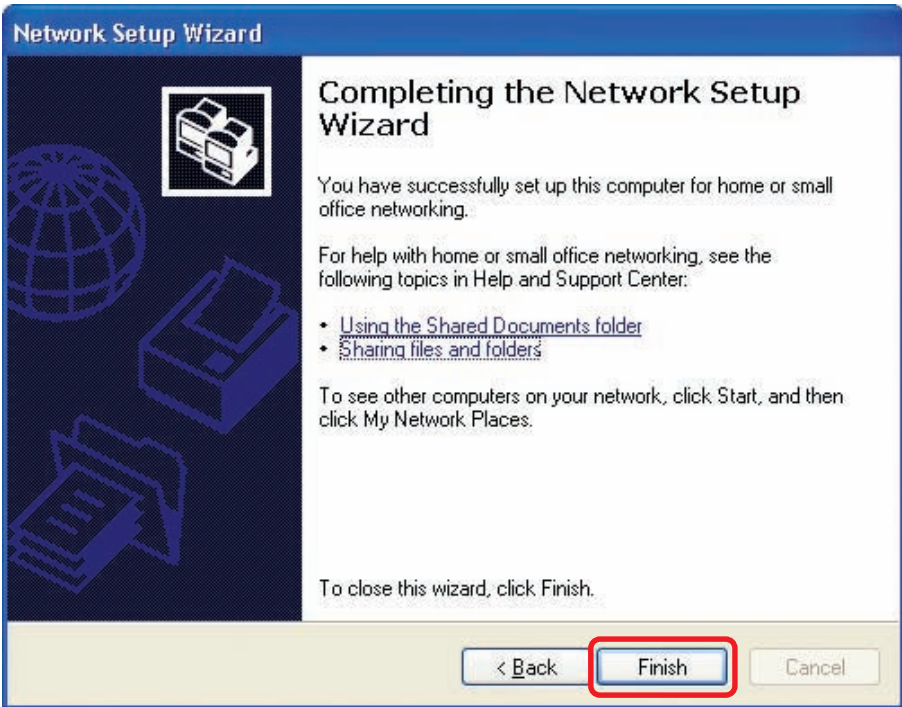 Network Setup Wizard
Completing the Network Setup
Wizard
You have successfully set up this computer for home or small
office networking.
For help with home or small office networking, see the
following topics in Help and Support Center:
• Using the Shared Documents folder
• Sharing files and folders
To see other computers on your network, click Start, and then
click My Network Places.
To close this wizard, click Finish.
< Back Finish Cancel